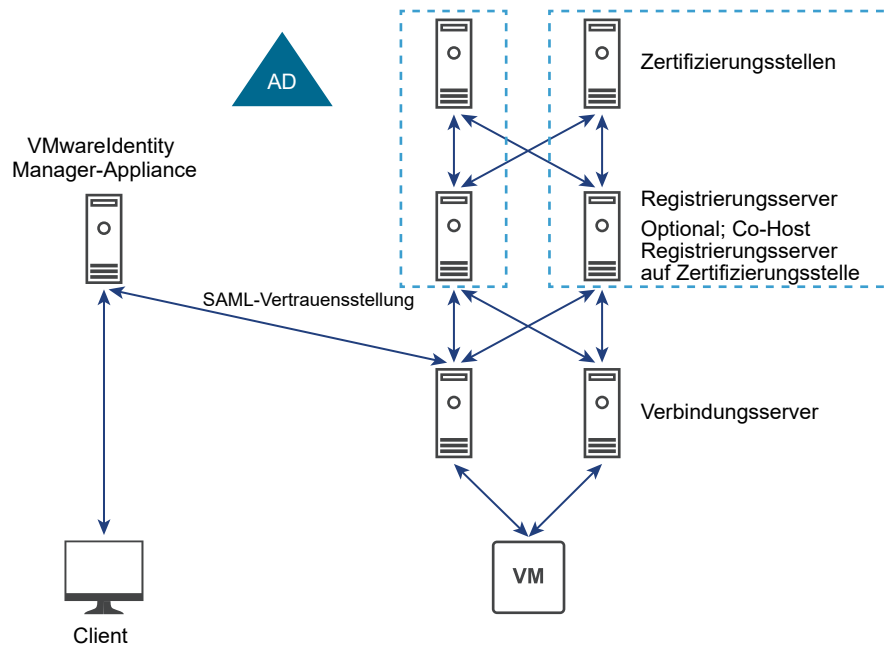 AD
Zertifizierungsstellen
VMwareIdentity
Manager-Appliance
Registrierungsserver
Optional; Co-Host
Registrierungsserver
auf Zertifizierungsstelle
SAML-Vertrauensstellung
Verbindungsserver
VM
Client